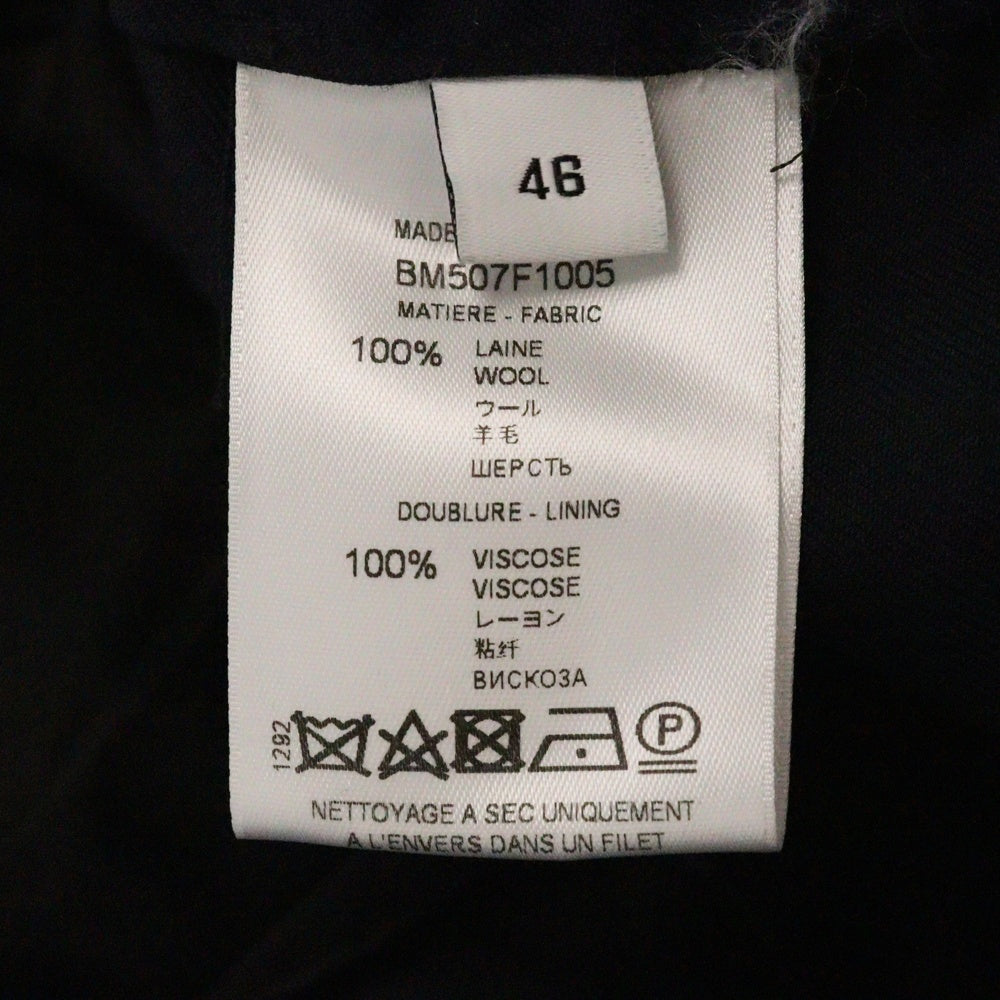 46
MADE
BM507F1005
MATIERE - FABRIC
100% LAINE
WOOL
ウール
羊毛
ШЕРСТЬ
DOUBLURE - LINING
100% VISCOSE
VISCOSE
レーヨン
粘纤
ВИСКОЗА
1292
P
NETTOYAGE A SEC UNIQUEMENT
A L'ENVERS DANS UN FILET